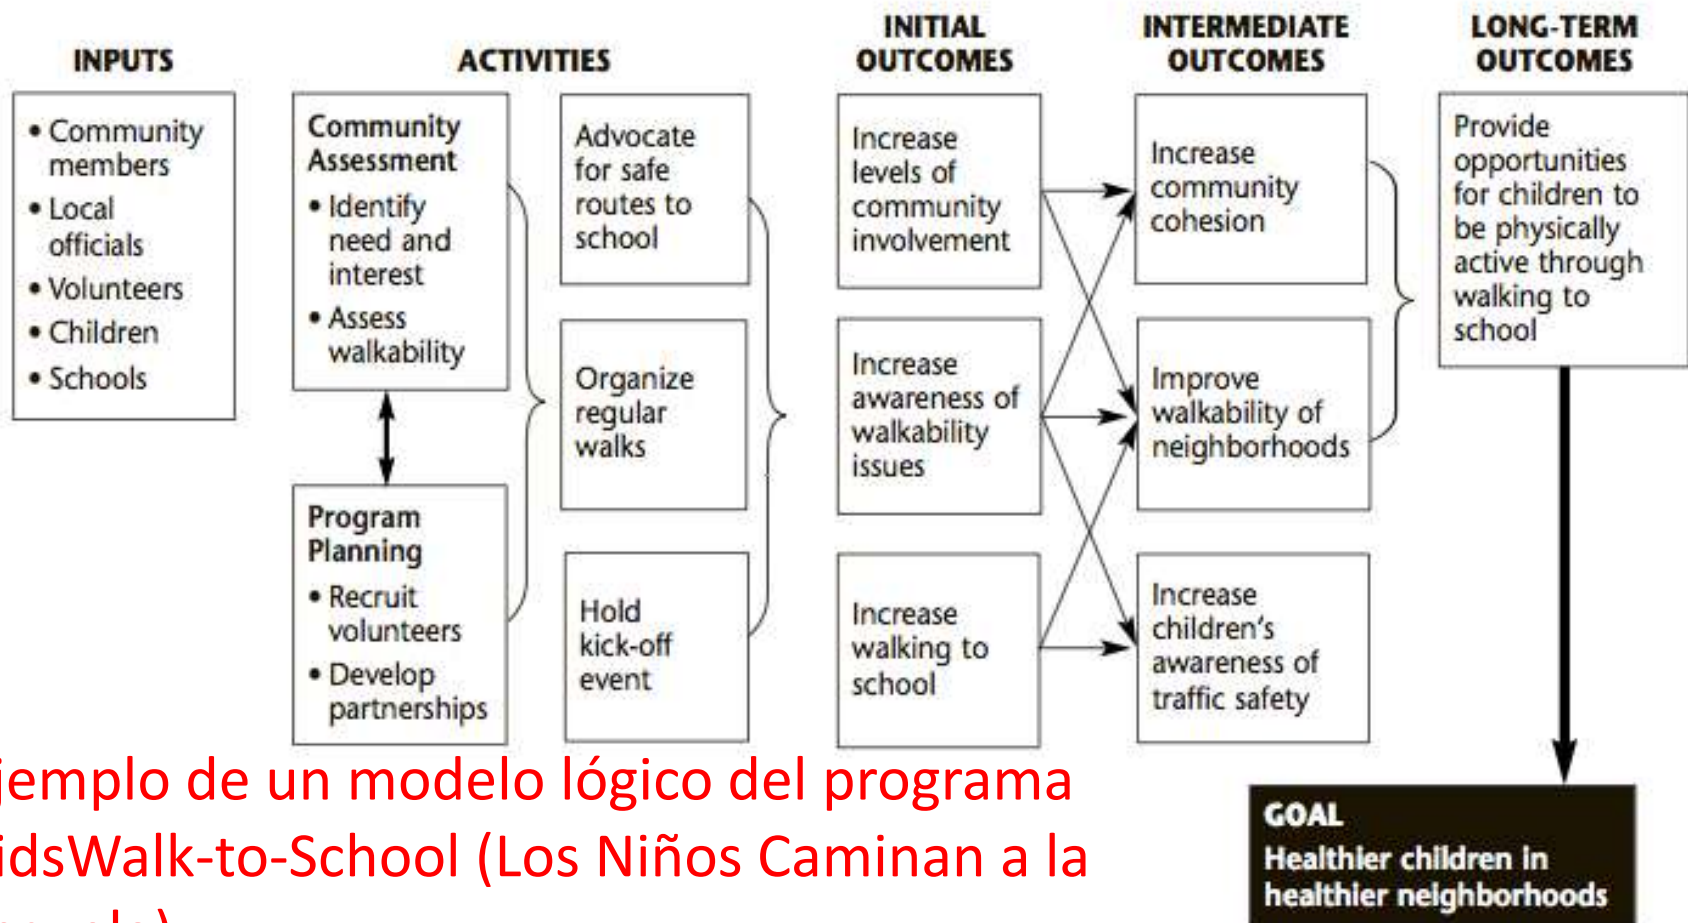 INPUTS
• Community
members
• Local
officials
• Volunteers
• Children
• Schools
ACTIVITIES
Community
Assessment
• Identify
need and
interest
• Assess
walkability
Program
Planning
• Recruit
volunteers
• Develop
partnerships
Advocate
for safe
routes to
school
Organize
regular
walks
Hold
kick-off
event
INITIAL
OUTCOMES
Increase
levels of
community
involvement
Increase
awareness of
walkability
issues
Increase
walking to
school
INTERMEDIATE
OUTCOMES
Increase
community
cohesion
Improve
walkability of
neighborhoods
Increase
children's
awareness of
traffic safety
LONG-TERM
OUTCOMES
Provide
opportunities
for children to
be physically
active through
walking to
school
GOAL
Healthier children in
healthier neighborhoods
jemplo de un modelo lógico del programa
idsWalk-to-School (Los Niños Caminan a la